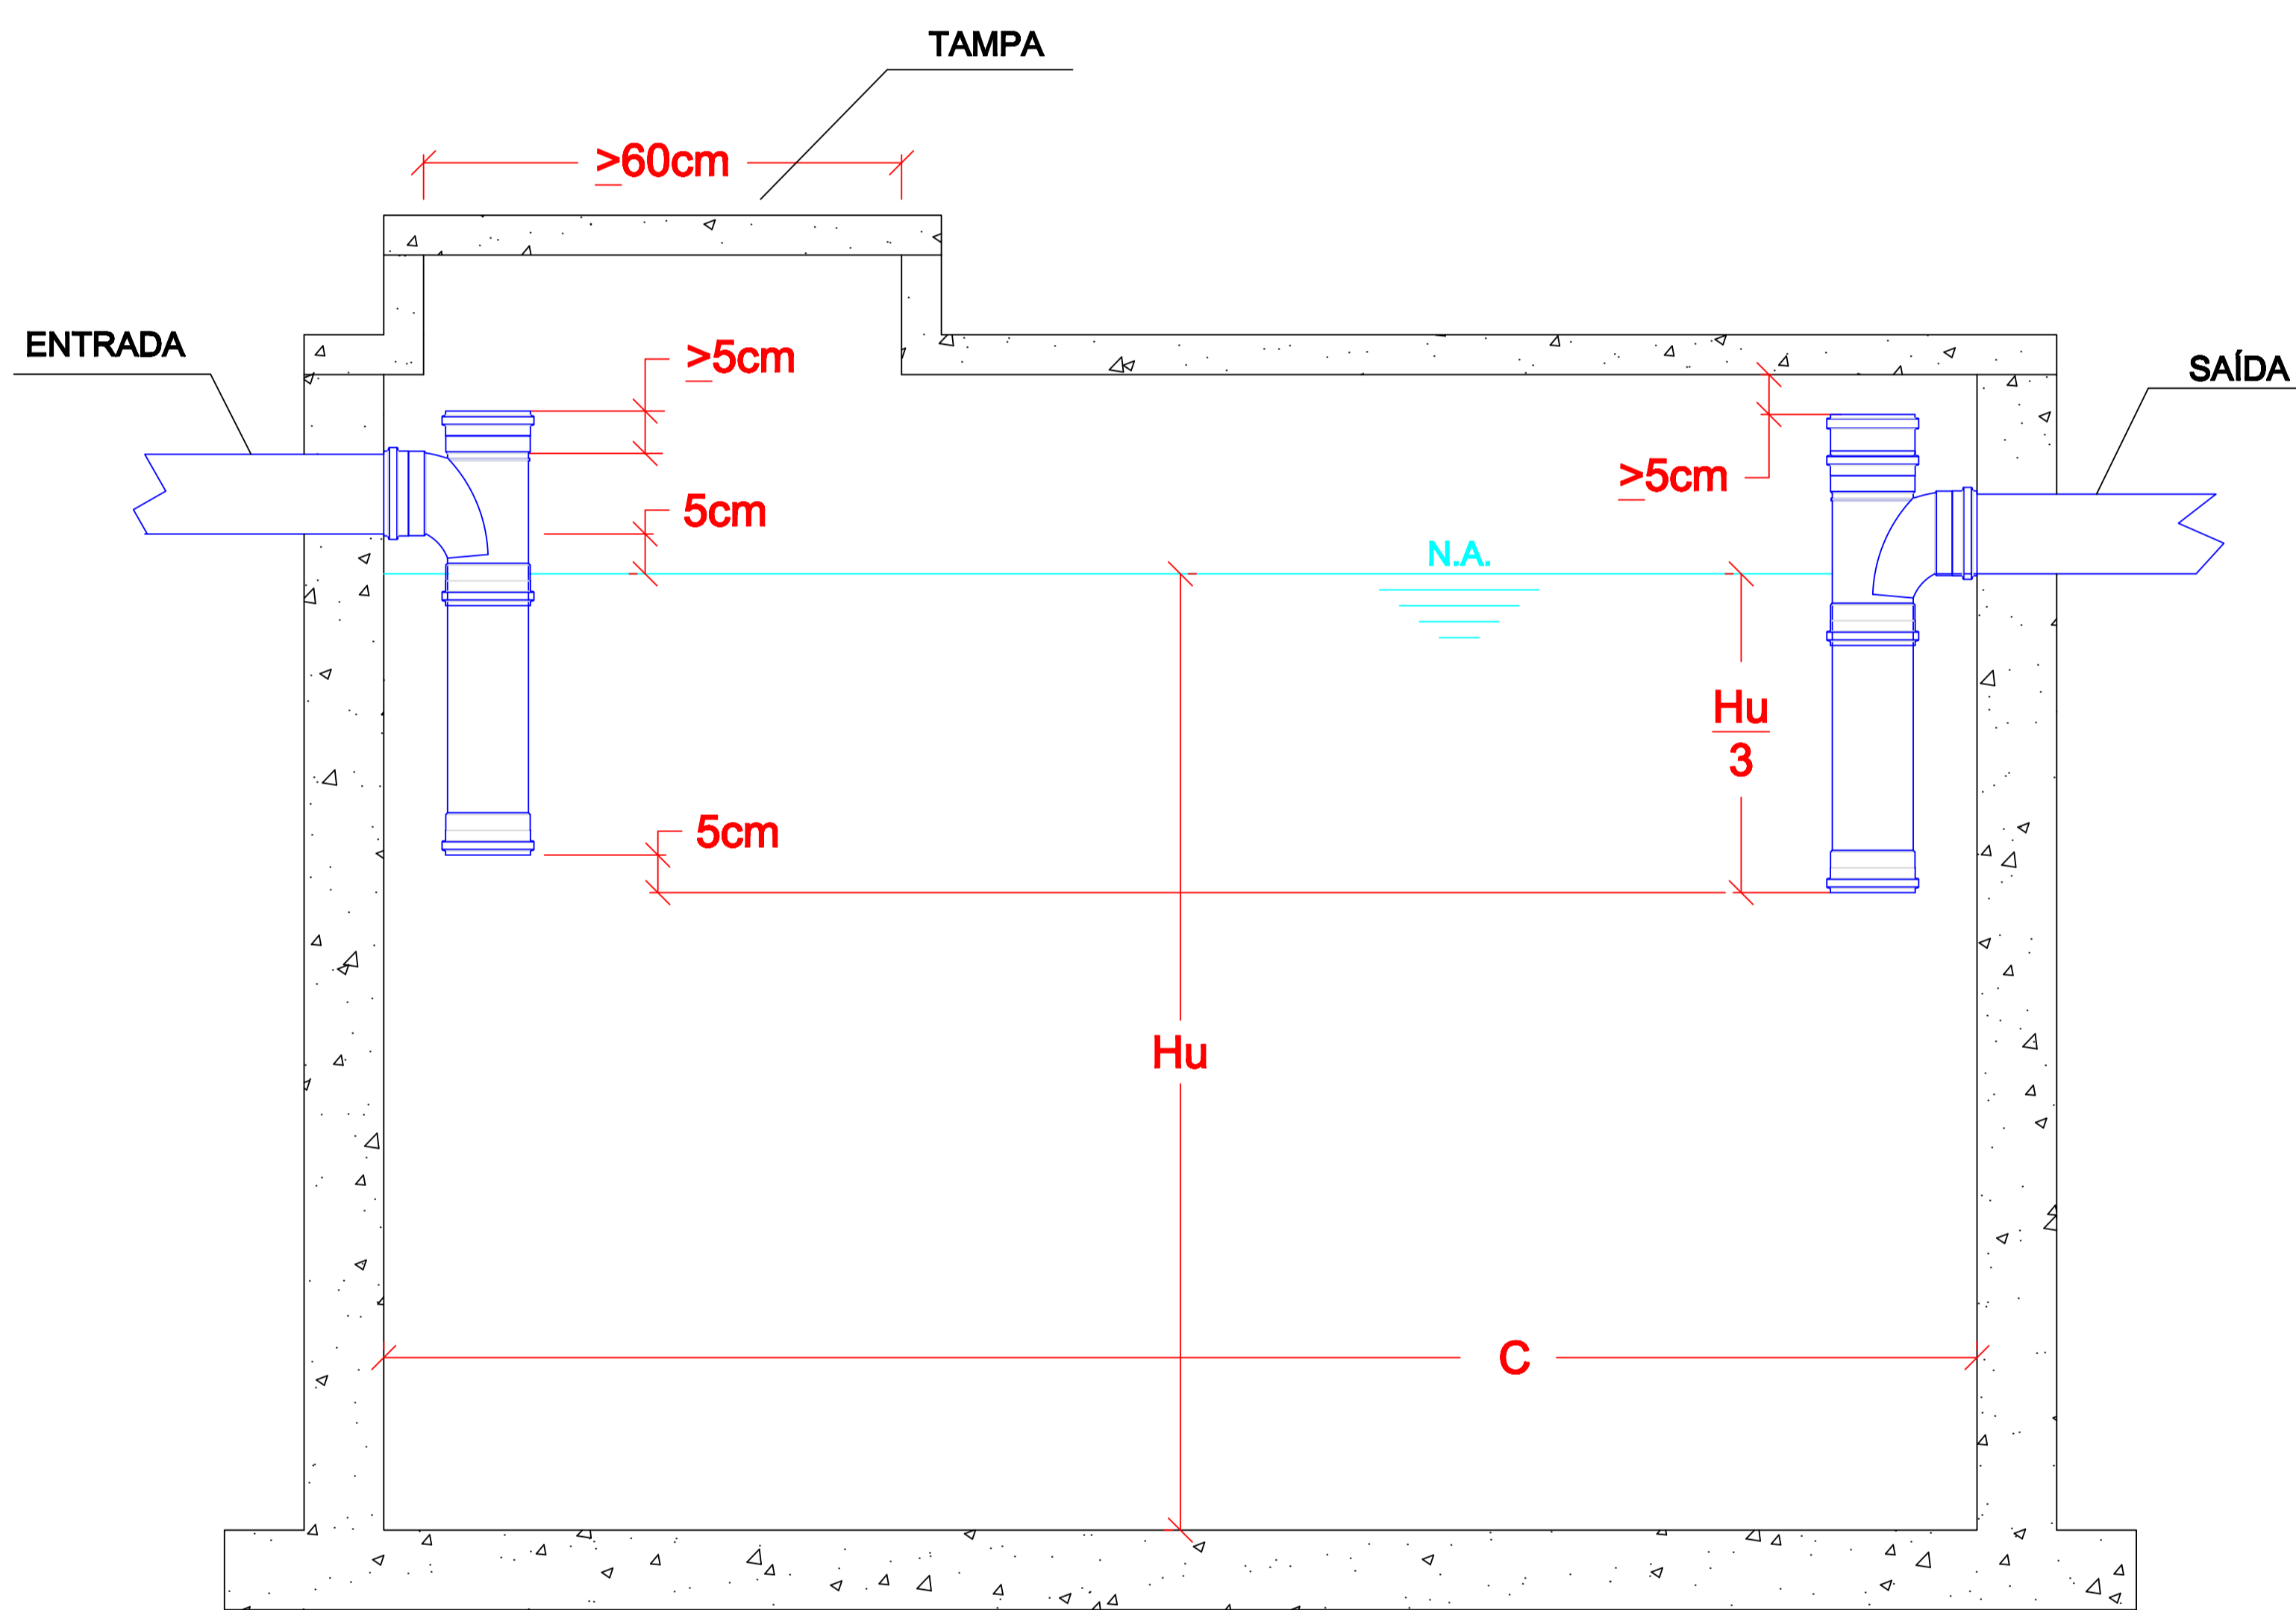 TAMPA
≥60cm
ENTRADA
≥5cm
SAÍDA
≥5cm
5cm
N.A.
Hu
3
5cm
Hu
C